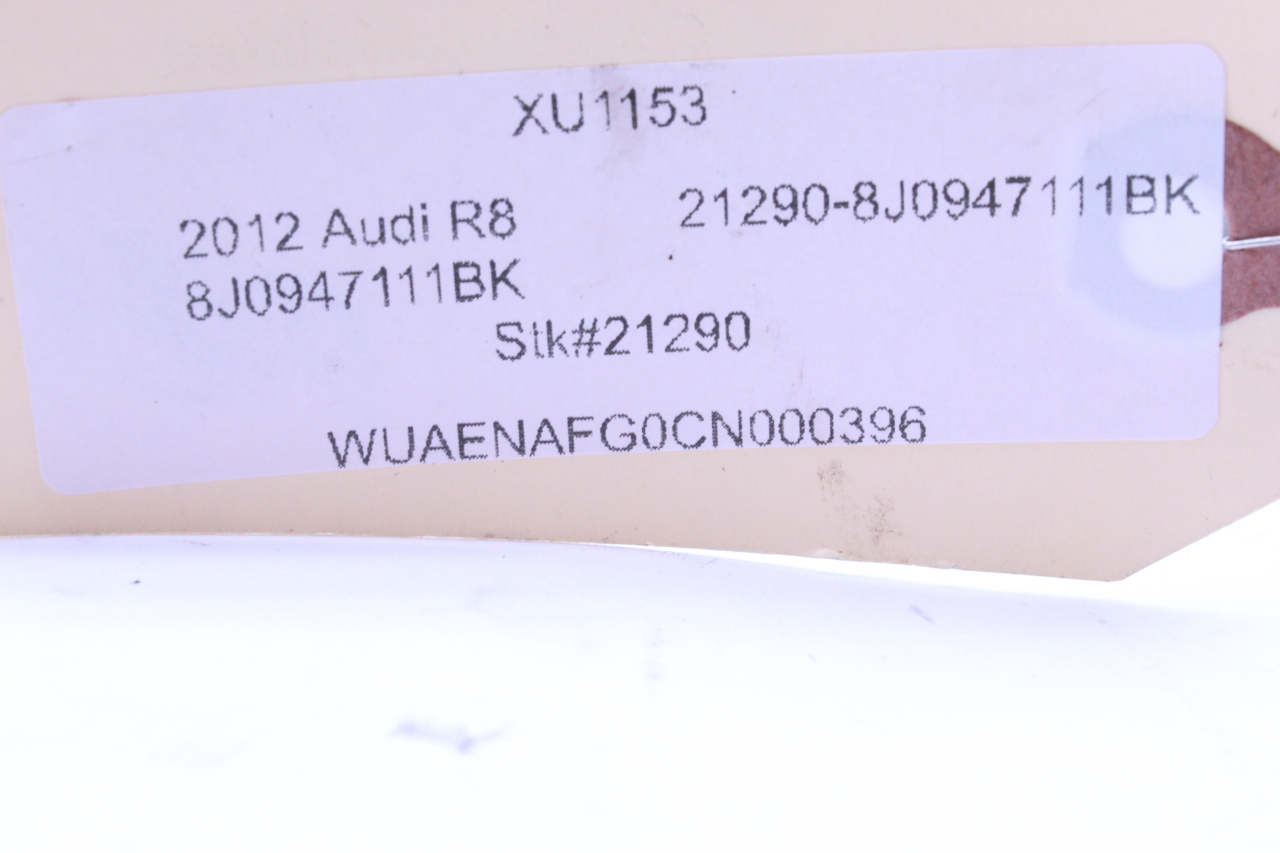 XU1153
2012 Audi R8 21290-8J0947111BK
8J0947111BK
Stk#21290
WUAENAFG0CN000396